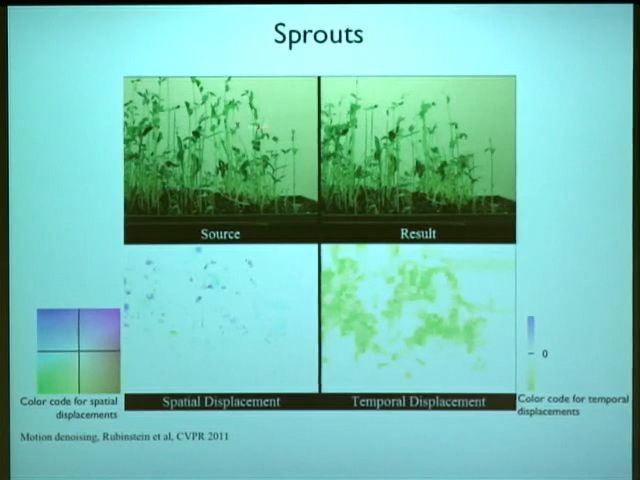 Sprouts
Source
Result
0
Spatial Displacement
Temporal Displacement
Color code for spatial
displacements
Color code for temporal
displacements
Motion denoising, Rubinstein et al, CVPR 2011